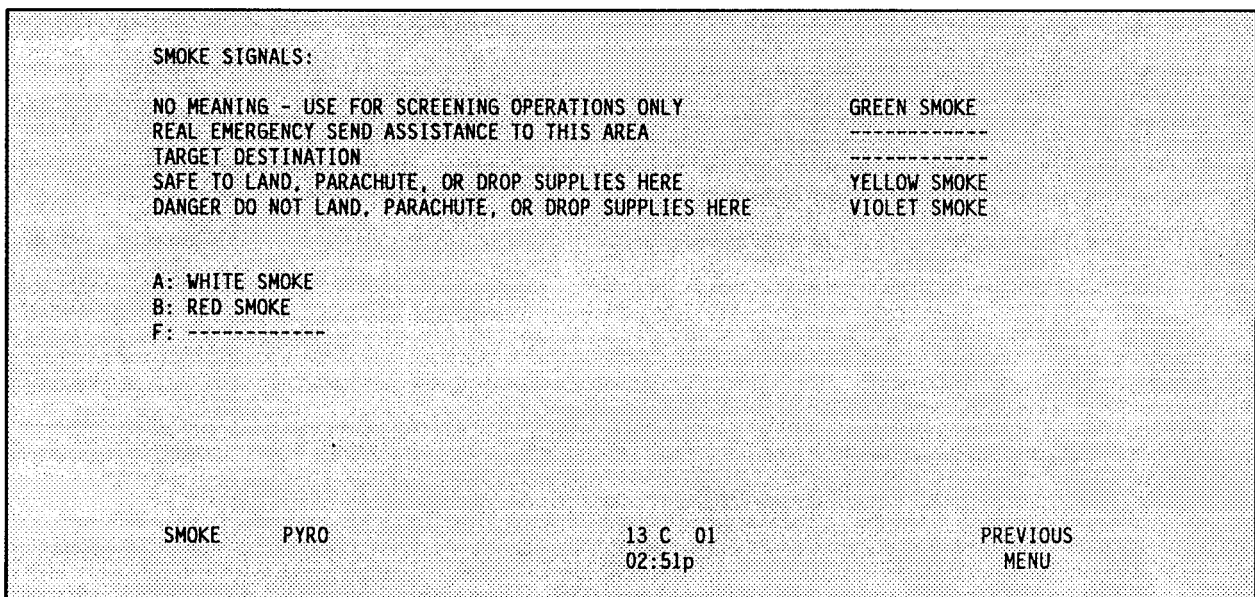 SMOKE SIGNALS:
NO MEANING - USE FOR SCREENING OPERATIONS ONLY GREEN SMOKE
REAL EMERGENCY SEND ASSISTANCE TO THIS AREA ------------
TARGET DESTINATION ------------
SAFE TO LAND, PARACHUTE, OR DROP SUPPLIES HERE YELLOW SMOKE
DANGER DO NOT LAND, PARACHUTE, OR DROP SUPPLIES HERE VIOLET SMOKE
A: WHITE SMOKE
B: RED SMOKE
F: ------------
SMOKE PYRO 13 C 01 PREVIOUS
02:51p MENU